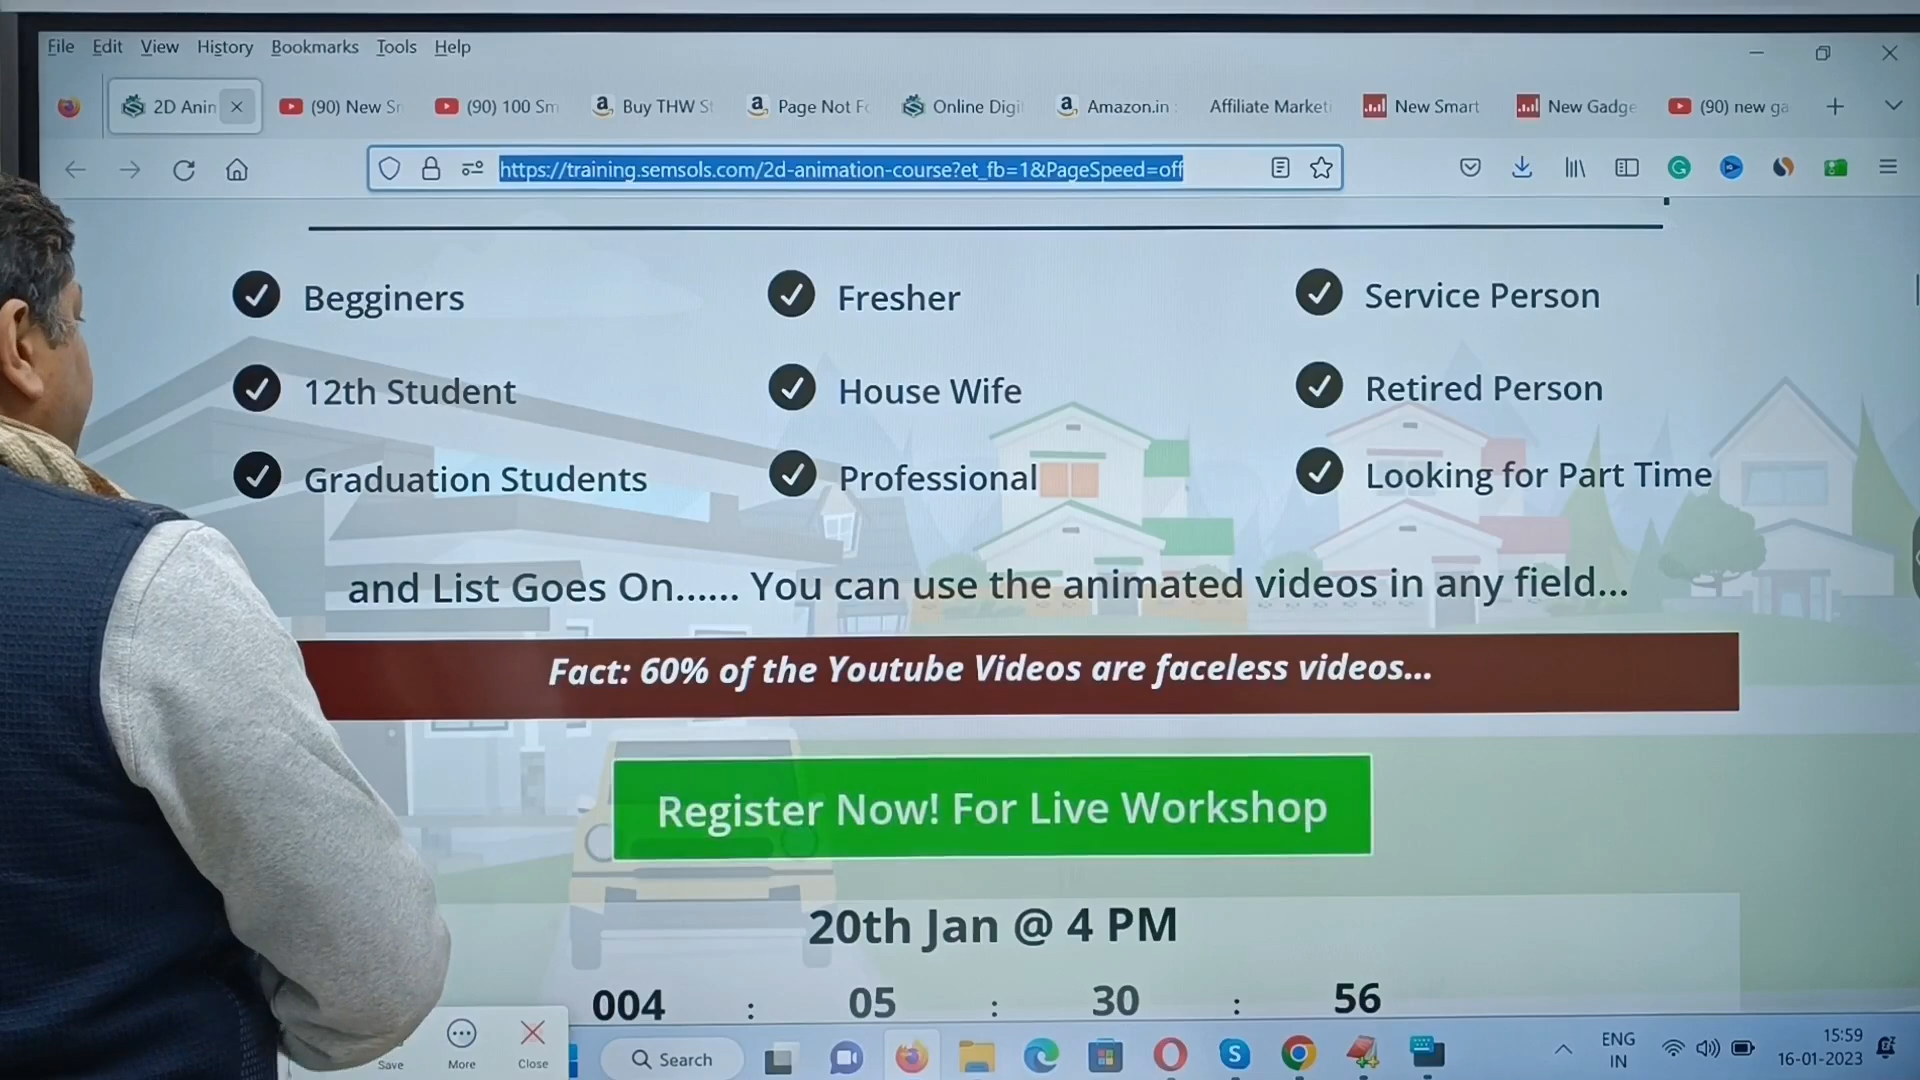 File Edit View History Bookmarks Tools Help
2D Anin (90) New Sn (90) 100 Sm Buy THW St Page Not Fo Online Digit Amazon.in : Affiliate Marketi New Smart New Gadge (90) new ga
https://training.semsols.com/2d-animation-course?et_fb=1&PageSpeed=off
Begginers Fresher Service Person
12th Student House Wife Retired Person
Graduation Students Professional Looking for Part Time
and List Goes On...... You can use the animated videos in any field...
Fact: 60% of the Youtube Videos are faceless videos...
Register Now! For Live Workshop
20th Jan @ 4 PM
004 : 05 : 30 : 56
Save More Close
Search
ENG
IN
15:59
16-01-2023